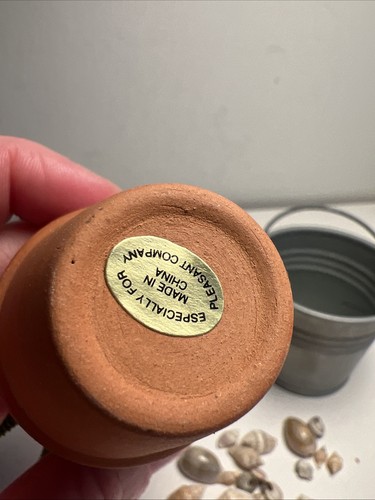 ESPECIALLY FOR
MADE IN
CHINA
PLEASANT COMPANY